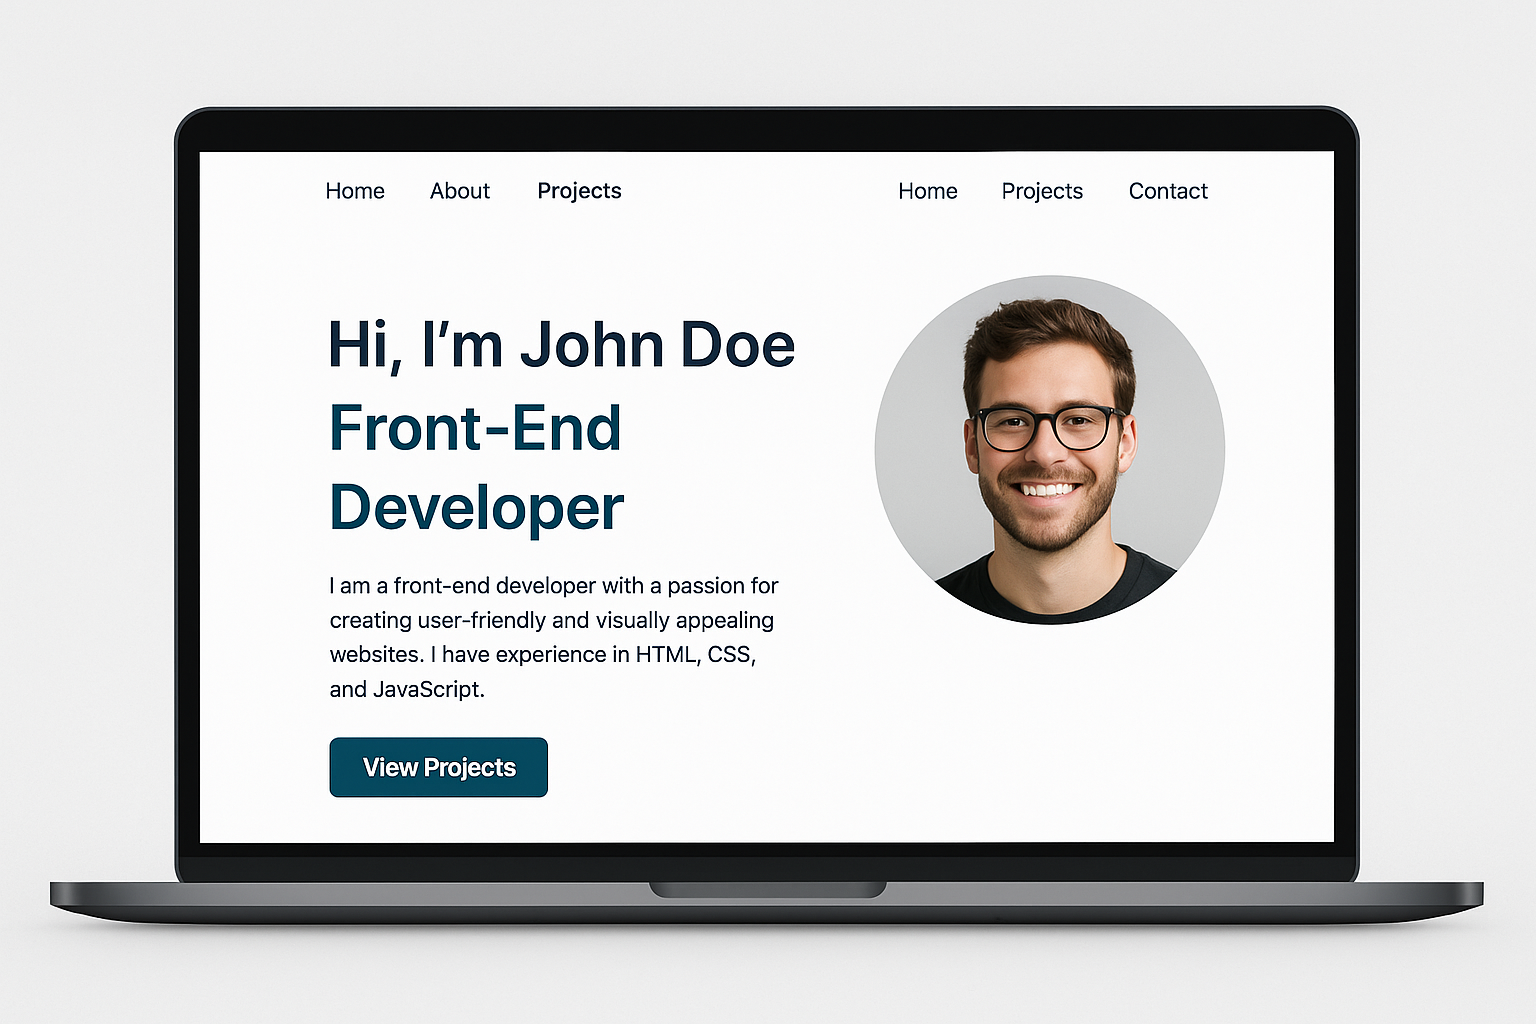 Home About Projects Home Projects Contact
Hi, I’m John Doe
Front-End
Developer
I am a front-end developer with a passion for
creating user-friendly and visually appealing
websites. I have experience in HTML, CSS,
and JavaScript.
View Projects